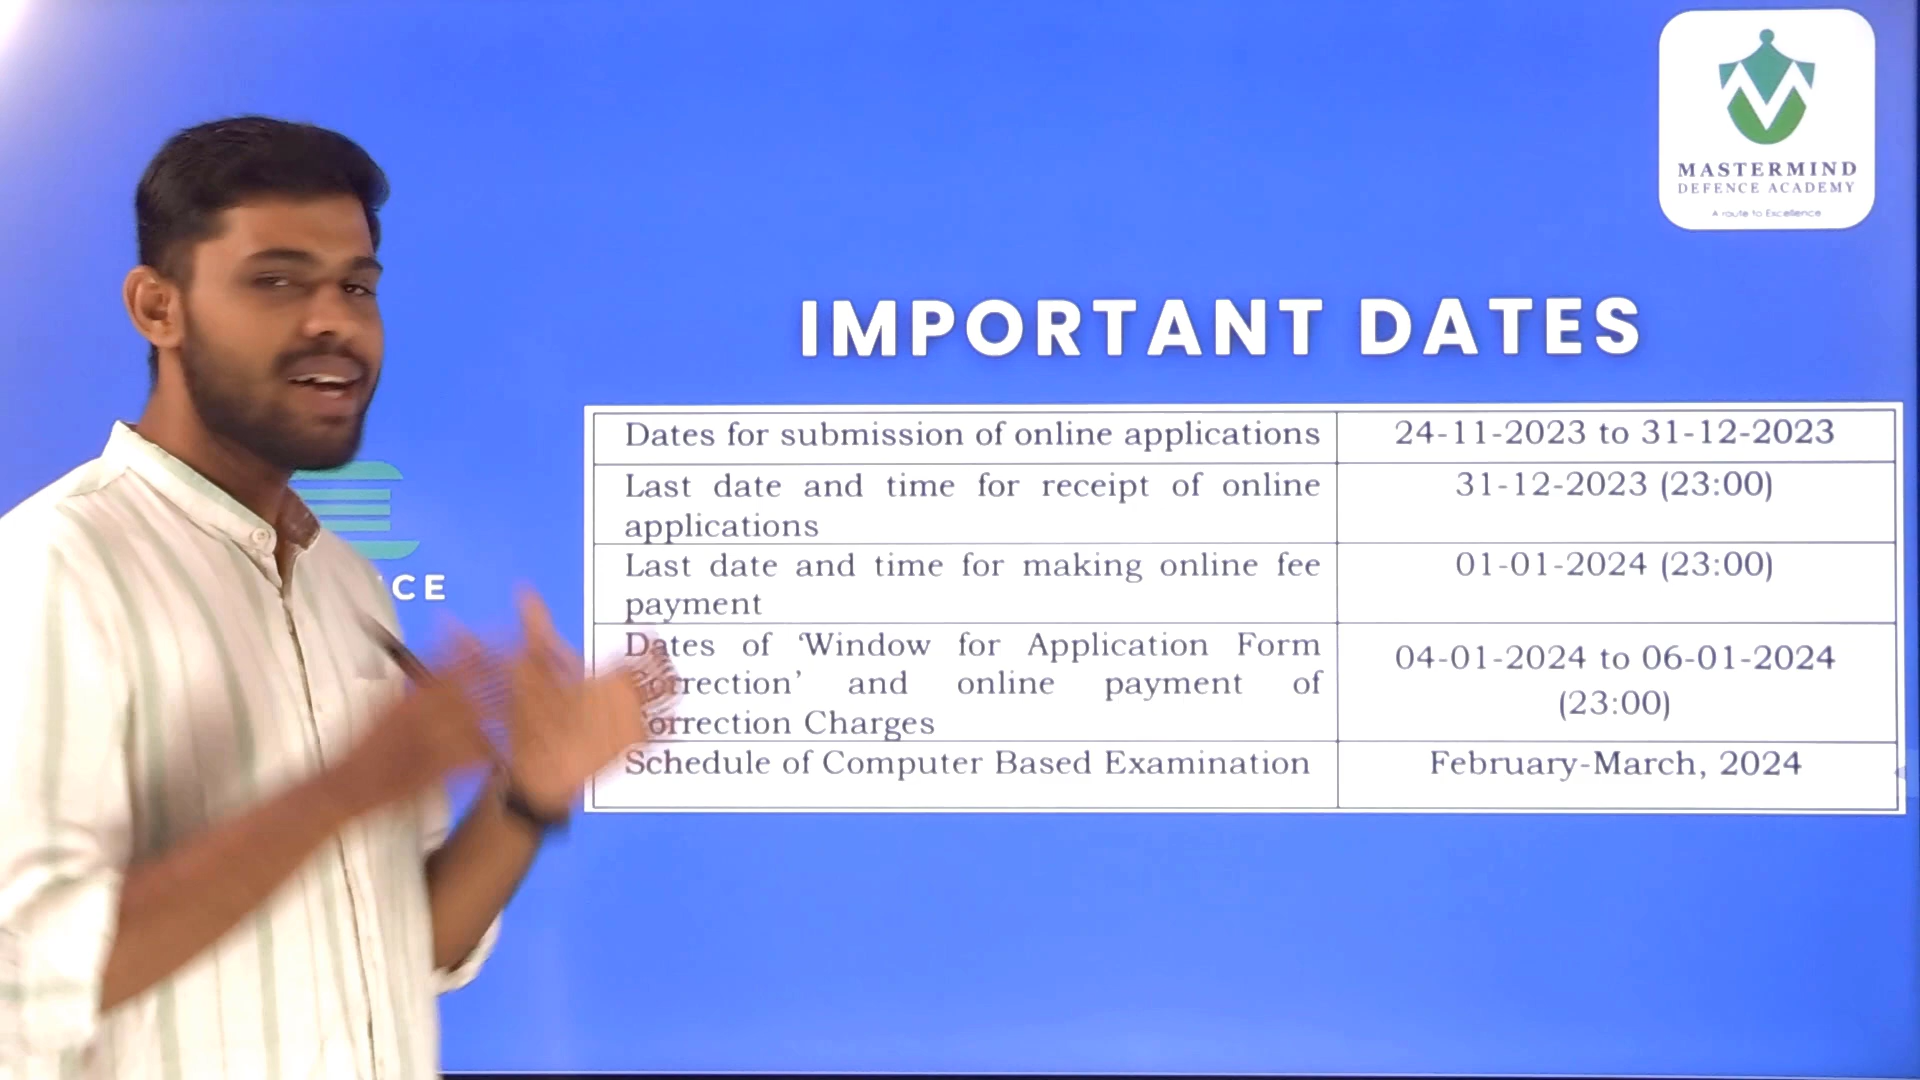 MASTERMIND
DEFENCE ACADEMY
A route to Excellence
IMPORTANT DATES
Dates for submission of online applications 24-11-2023 to 31-12-2023
Last date and time for receipt of online 31-12-2023 (23:00)
applications
Last date and time for making online fee 01-01-2024 (23:00)
payment
Dates of ‘Window for Application Form 04-01-2024 to 06-01-2024
Correction’ and online payment of (23:00)
Correction Charges
Schedule of Computer Based Examination February-March, 2024
CE